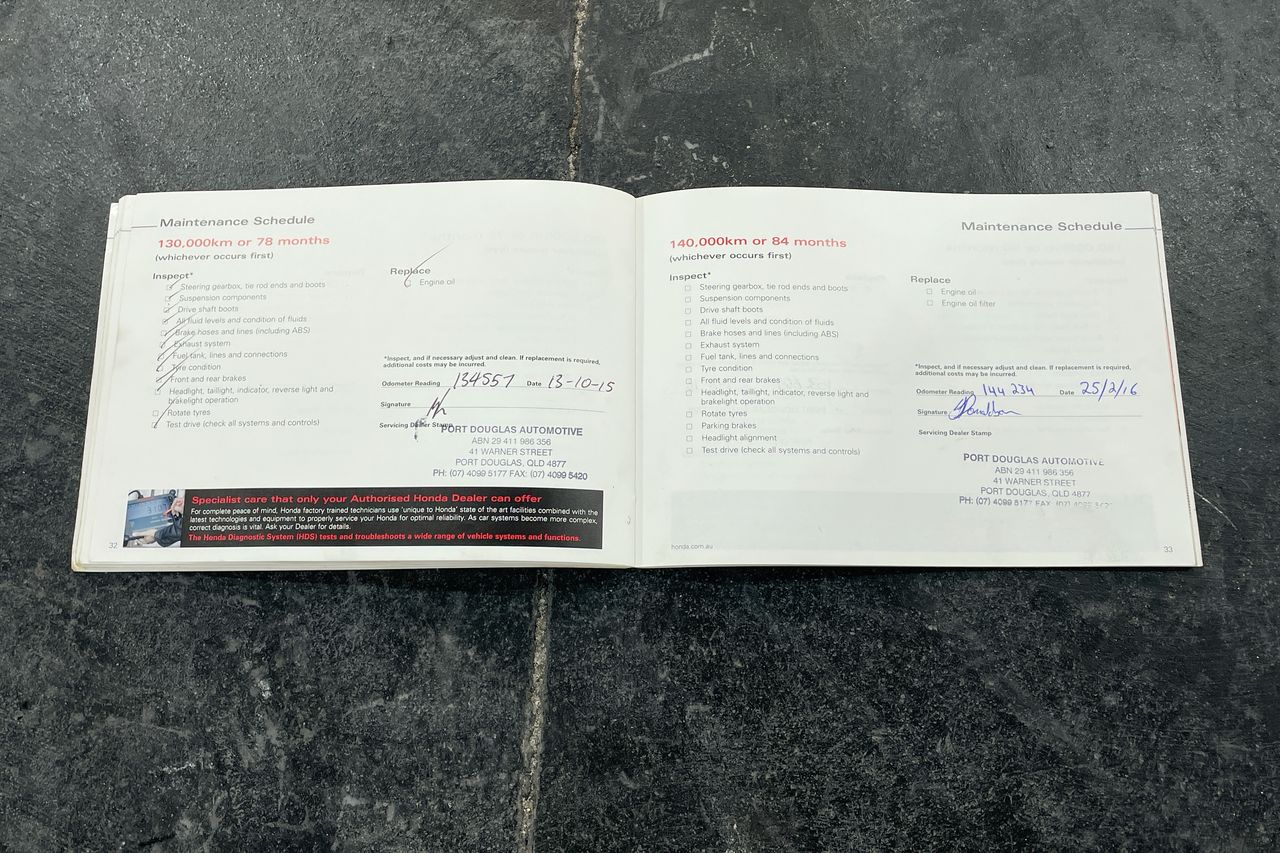 Maintenance Schedule
130,000km or 78 months
(whichever occurs first)
Inspect*
Steering gearbox, tie rod ends and boots
Suspension components
Drive shaft boots
All fluid levels and condition of fluids
Brake hoses and lines (including ABS)
Exhaust system
Fuel tank, lines and connections
Tyre condition
Front and rear brakes
Headlight, taillight, indicator, reverse light and
brakelight operation
Rotate tyres
Test drive (check all systems and controls)
Replace
Engine oil
*Inspect, and if necessary adjust and clean. If replacement is required,
additional costs may be incurred.
Odometer Reading 134557 Date 13-10-15
Signature
Servicing Dealer Stamp
PORT DOUGLAS AUTOMOTIVE
ABN 29 411 986 356
41 WARNER STREET
PORT DOUGLAS, QLD 4877
PH: (07) 4099 5177 FAX: (07) 4099 5420
Specialist care that only your Authorised Honda Dealer can offer
For complete peace of mind, Honda factory trained technicians use 'unique to Honda' state of the art facilities combined with the
latest technologies and equipment to properly service your Honda for optimal reliability. As car systems become more complex,
correct diagnosis is vital. Ask your Dealer for details.
The Honda Diagnostic System (HDS) tests and troubleshoots a wide range of vehicle systems and functions.
32
Maintenance Schedule
140,000km or 84 months
(whichever occurs first)
Inspect*
Steering gearbox, tie rod ends and boots
Suspension components
Drive shaft boots
All fluid levels and condition of fluids
Brake hoses and lines (including ABS)
Exhaust system
Fuel tank, lines and connections
Tyre condition
Front and rear brakes
Headlight, taillight, indicator, reverse light and
brakelight operation
Rotate tyres
Parking brakes
Headlight alignment
Test drive (check all systems and controls)
Replace
Engine oil
Engine oil filter
*Inspect, and if necessary adjust and clean. If replacement is required,
additional costs may be incurred.
Odometer Reading 144 234 Date 25/2/16
Signature
Servicing Dealer Stamp
PORT DOUGLAS AUTOMOTIVE
ABN 29 411 986 356
41 WARNER STREET
PORT DOUGLAS, QLD 4877
PH: (07) 4099 5177 FAX: (07) 4099
honda.com.au
33